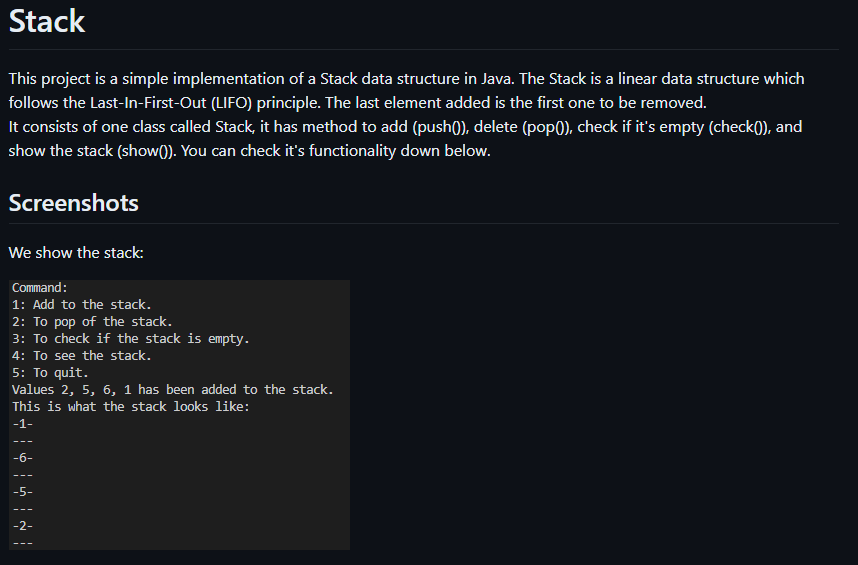 Stack
This project is a simple implementation of a Stack data structure in Java. The Stack is a linear data structure which
follows the Last-In-First-Out (LIFO) principle. The last element added is the first one to be removed.
It consists of one class called Stack, it has method to add (push()), delete (pop()), check if it's empty (check()), and
show the stack (show()). You can check it's functionality down below.
Screenshots
We show the stack:
Command:
1: Add to the stack.
2: To pop of the stack.
3: To check if the stack is empty.
4: To see the stack.
5: To quit.
Values 2, 5, 6, 1 has been added to the stack.
This is what the stack looks like:
-1-
---
-6-
---
-5-
---
-2-
---